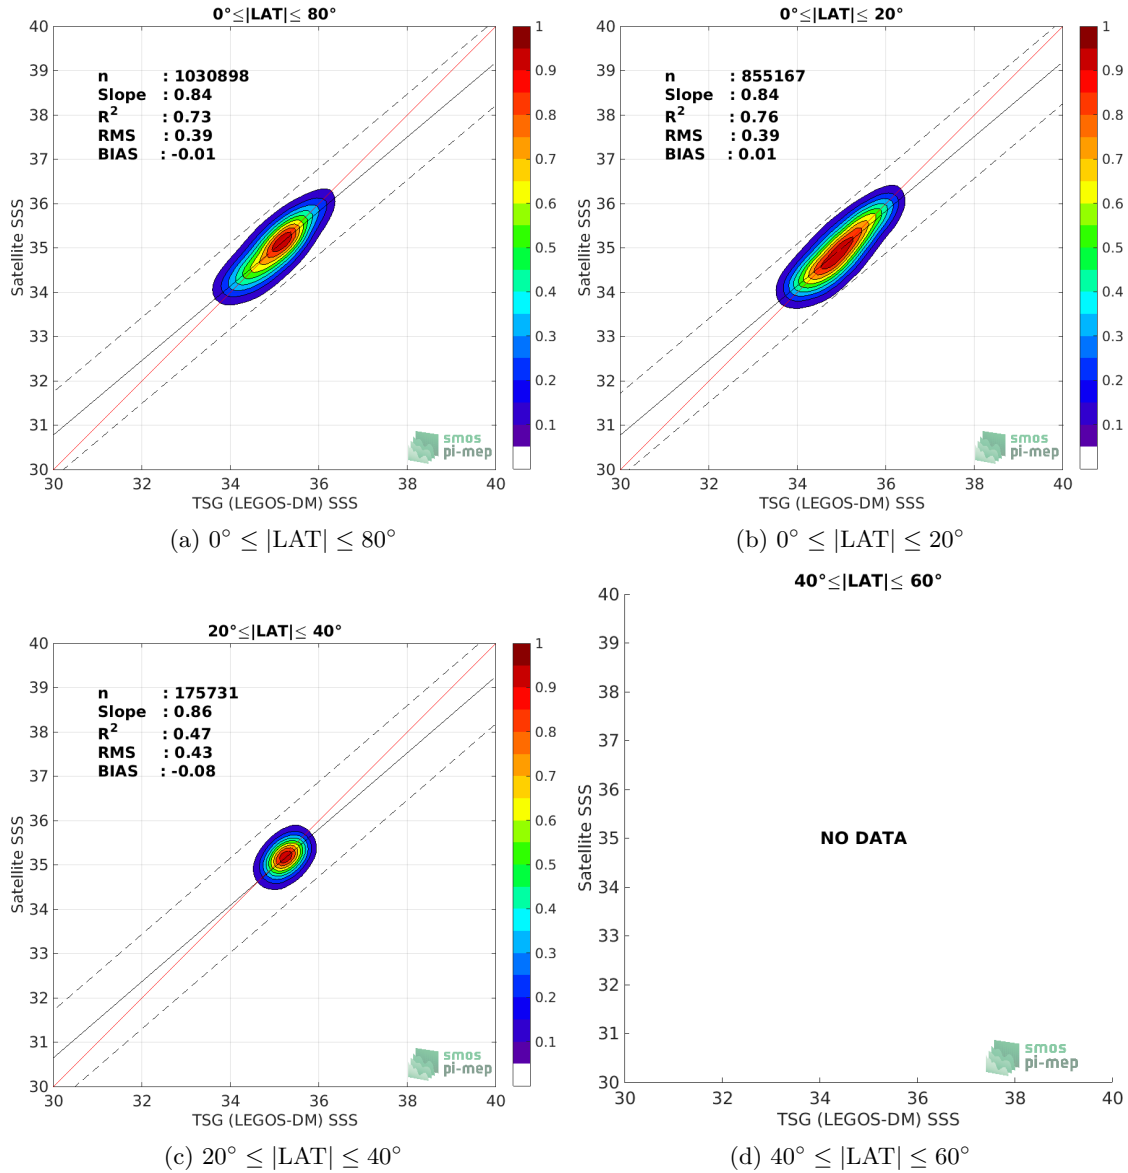 0°≤|LAT|≤ 80°
40
39
38
37
36
35
34
33
32
31
30
Satellite SSS
n : 1030898
Slope : 0.84
R² : 0.73
RMS : 0.39
BIAS : -0.01
30 32 34 36 38 40
TSG (LEGOS-DM) SSS
smos
pi-mep
1
0.9
0.8
0.7
0.6
0.5
0.4
0.3
0.2
0.1
(a) 0° ≤ |LAT| ≤ 80°
0°≤|LAT|≤ 20°
40
39
38
37
36
35
34
33
32
31
30
Satellite SSS
n : 855167
Slope : 0.84
R² : 0.76
RMS : 0.39
BIAS : 0.01
30 32 34 36 38 40
TSG (LEGOS-DM) SSS
smos
pi-mep
1
0.9
0.8
0.7
0.6
0.5
0.4
0.3
0.2
0.1
(b) 0° ≤ |LAT| ≤ 20°
20°≤|LAT|≤ 40°
40
39
38
37
36
35
34
33
32
31
30
Satellite SSS
n : 175731
Slope : 0.86
R² : 0.47
RMS : 0.43
BIAS : -0.08
30 32 34 36 38 40
TSG (LEGOS-DM) SSS
smos
pi-mep
1
0.9
0.8
0.7
0.6
0.5
0.4
0.3
0.2
0.1
(c) 20° ≤ |LAT| ≤ 40°
40°≤|LAT|≤ 60°
40
39
38
37
36
35
34
33
32
31
30
Satellite SSS
NO DATA
30 32 34 36 38 40
TSG (LEGOS-DM) SSS
smos
pi-mep
(d) 40° ≤ |LAT| ≤ 60°